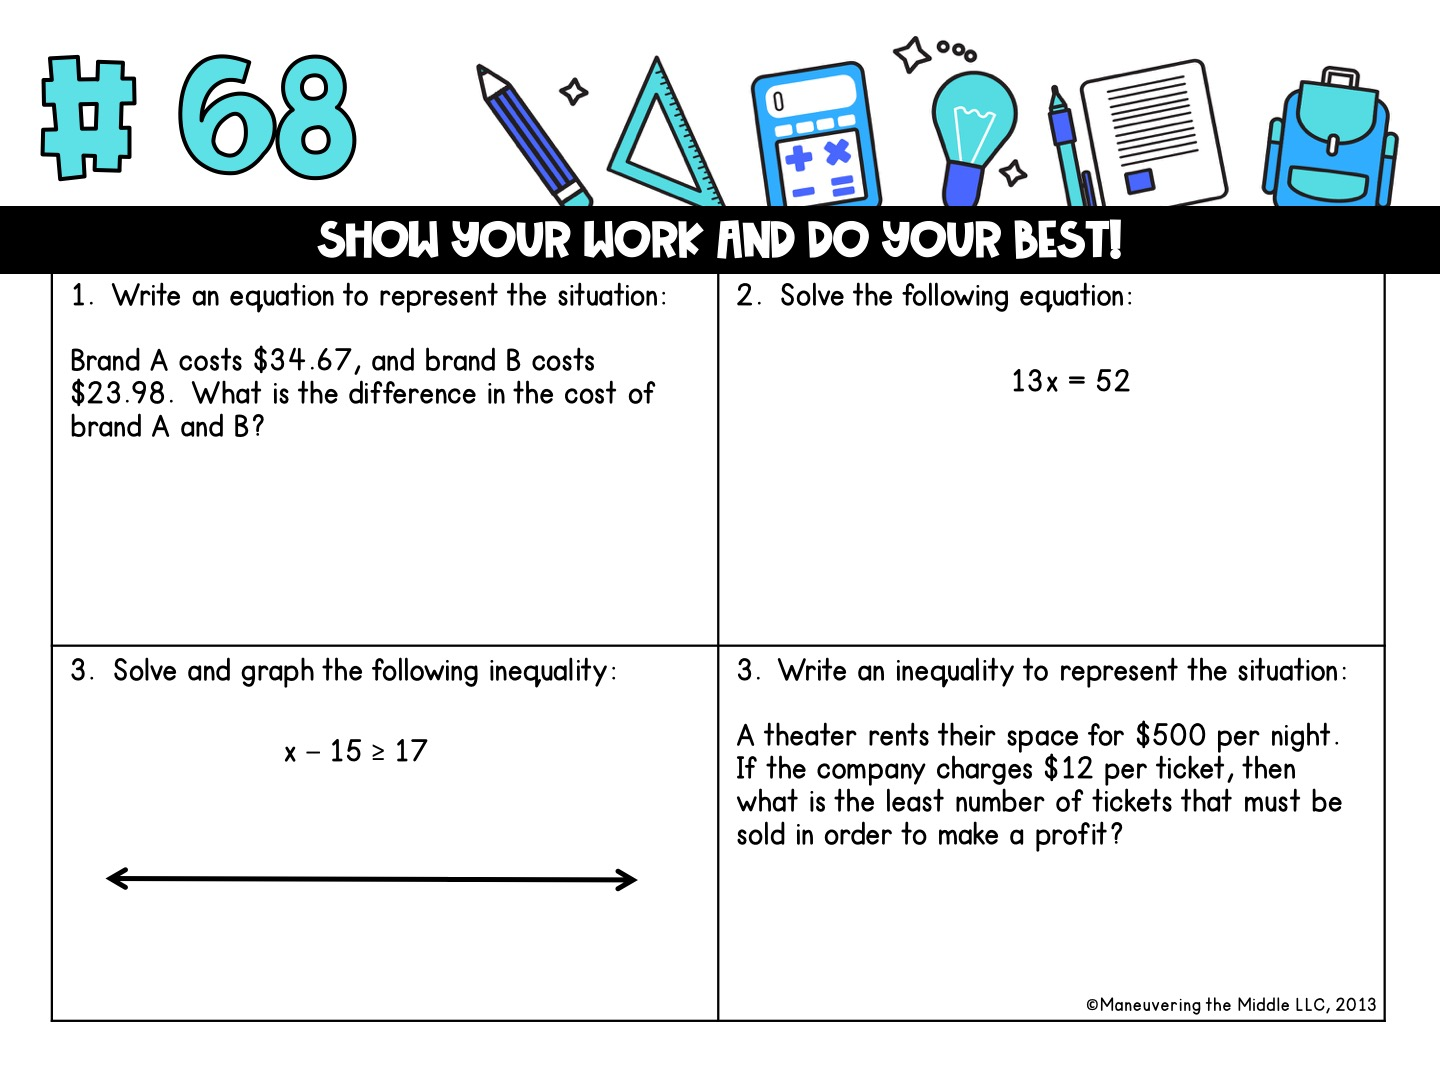 # 68
0
SHOW YOUR WORK AND DO YOUR BEST!
1. Write an equation to represent the situation:
Brand A costs $34.67, and brand B costs
$23.98. What is the difference in the cost of
brand A and B?
2. Solve the following equation:
13x = 52
3. Solve and graph the following inequality:
x – 15 ≥ 17
3. Write an inequality to represent the situation:
A theater rents their space for $500 per night.
If the company charges $12 per ticket, then
what is the least number of tickets that must be
sold in order to make a profit?
©Maneuvering the Middle LLC, 2013